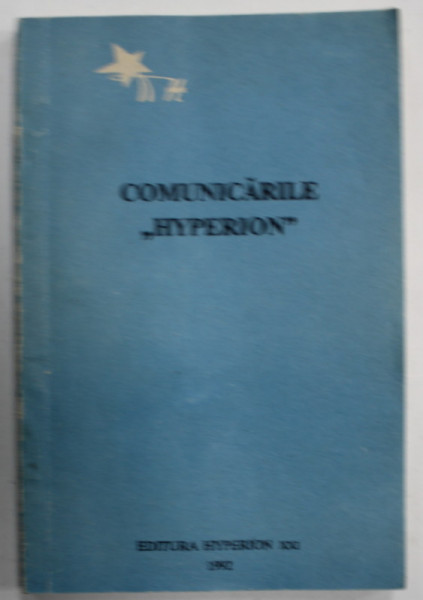 COMUNICĂRILE
„HYPERION”
EDITURA HYPERION XXI
1992